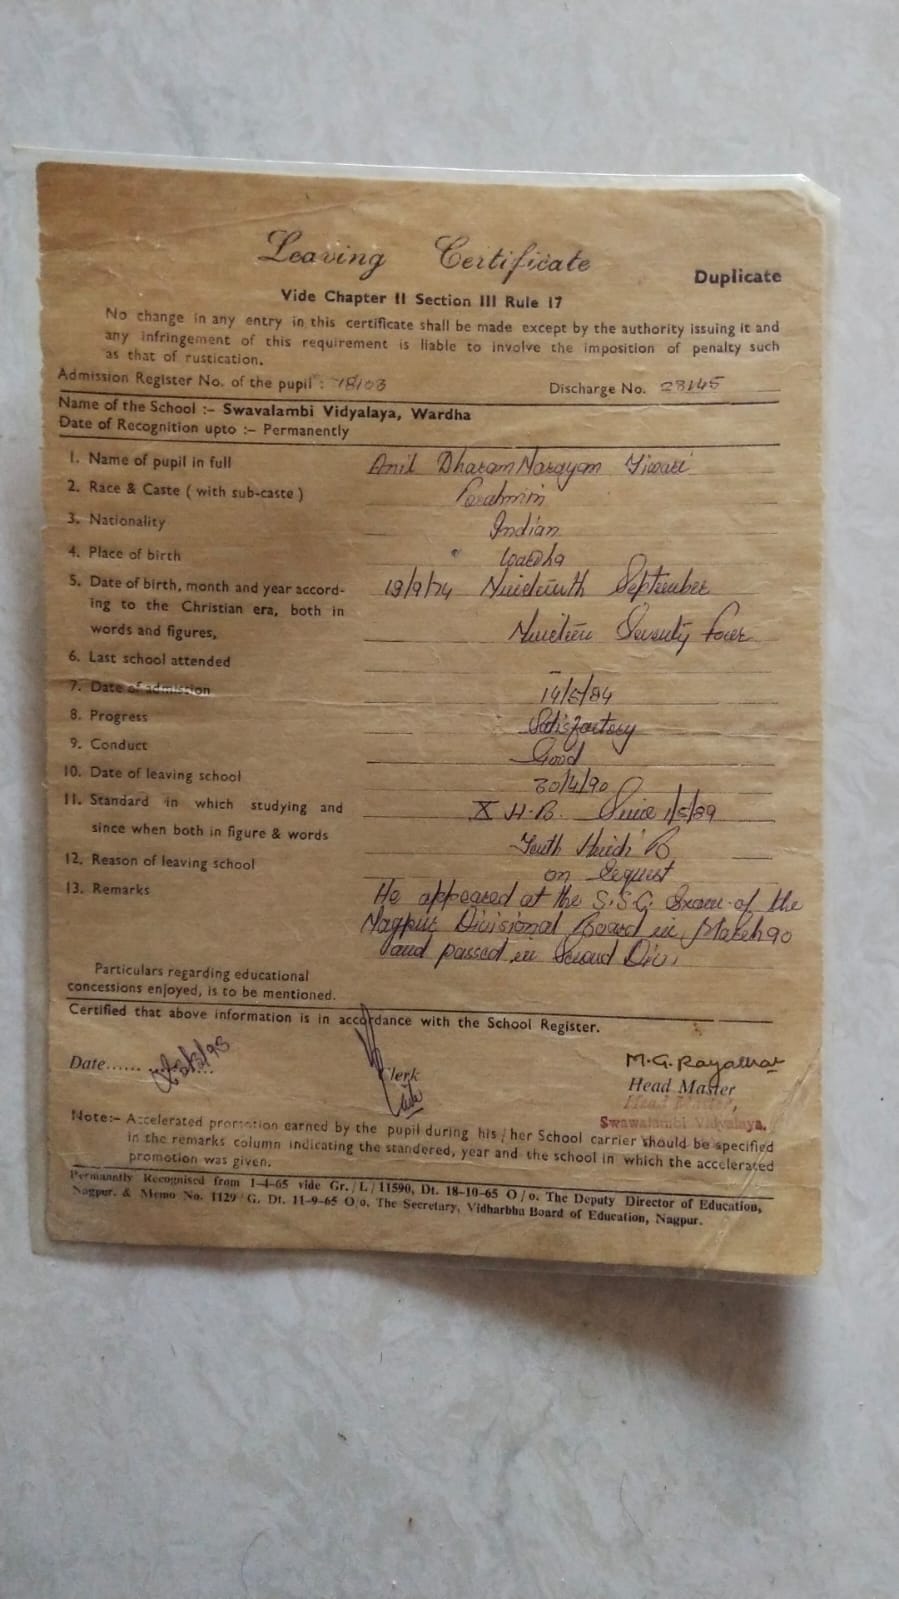 Leaving Certificate
Duplicate
Vide Chapter II Section III Rule 17
No change in any entry in this certificate shall be made except by the authority issuing it and
any infringement of this requirement is liable to involve the imposition of penalty such
as that of rustication.
Admission Register No. of the pupil : 18103 Discharge No. 23145
Name of the School :- Swavalambi Vidyalaya, Wardha
Date of Recognition upto :- Permanently
1. Name of pupil in full Anil DharamNarayam Tiwari
2. Race & Caste ( with sub-caste )
3. Nationality Indian
4. Place of birth Wardha
5. Date of birth, month and year accord- 19/9/74 Nineteenth September
ing to the Christian era, both in
words and figures, Nineteen Seventy Four
6. Last school attended –
7. Date of admission 14/5/84
8. Progress Satisfactory
9. Conduct Good
10. Date of leaving school 30/4/90
11. Standard in which studying and X H.B. Since 1/5/89
since when both in figure & words Tenth Hindi B
12. Reason of leaving school on request
13. Remarks He appeared at the S.S.C. Exam of the
Nagpur Divisional Board in March 90
and passed in Second Div.
Particulars regarding educational
concessions enjoyed, is to be mentioned.
Certified that above information is in accordance with the School Register.
Date......
Clerk
M.G.
Head Master
Head Master,
Swawalambi Vidyalaya.
Note:- Accelerated promotion earned by the pupil during his / her School carrier should be specified
in the remarks column indicating the standered, year and the school in which the accelerated
promotion was given.
Permanntly Recognised from 1-4-65 vide Gr. / L / 11590, Dt. 18-10-65 O / o. The Deputy Director of Education,
Nagpur. & Memo No. 1129 / G. Dt. 11-9-65 O/o. The Secretary, Vidharbha Board of Education, Nagpur.